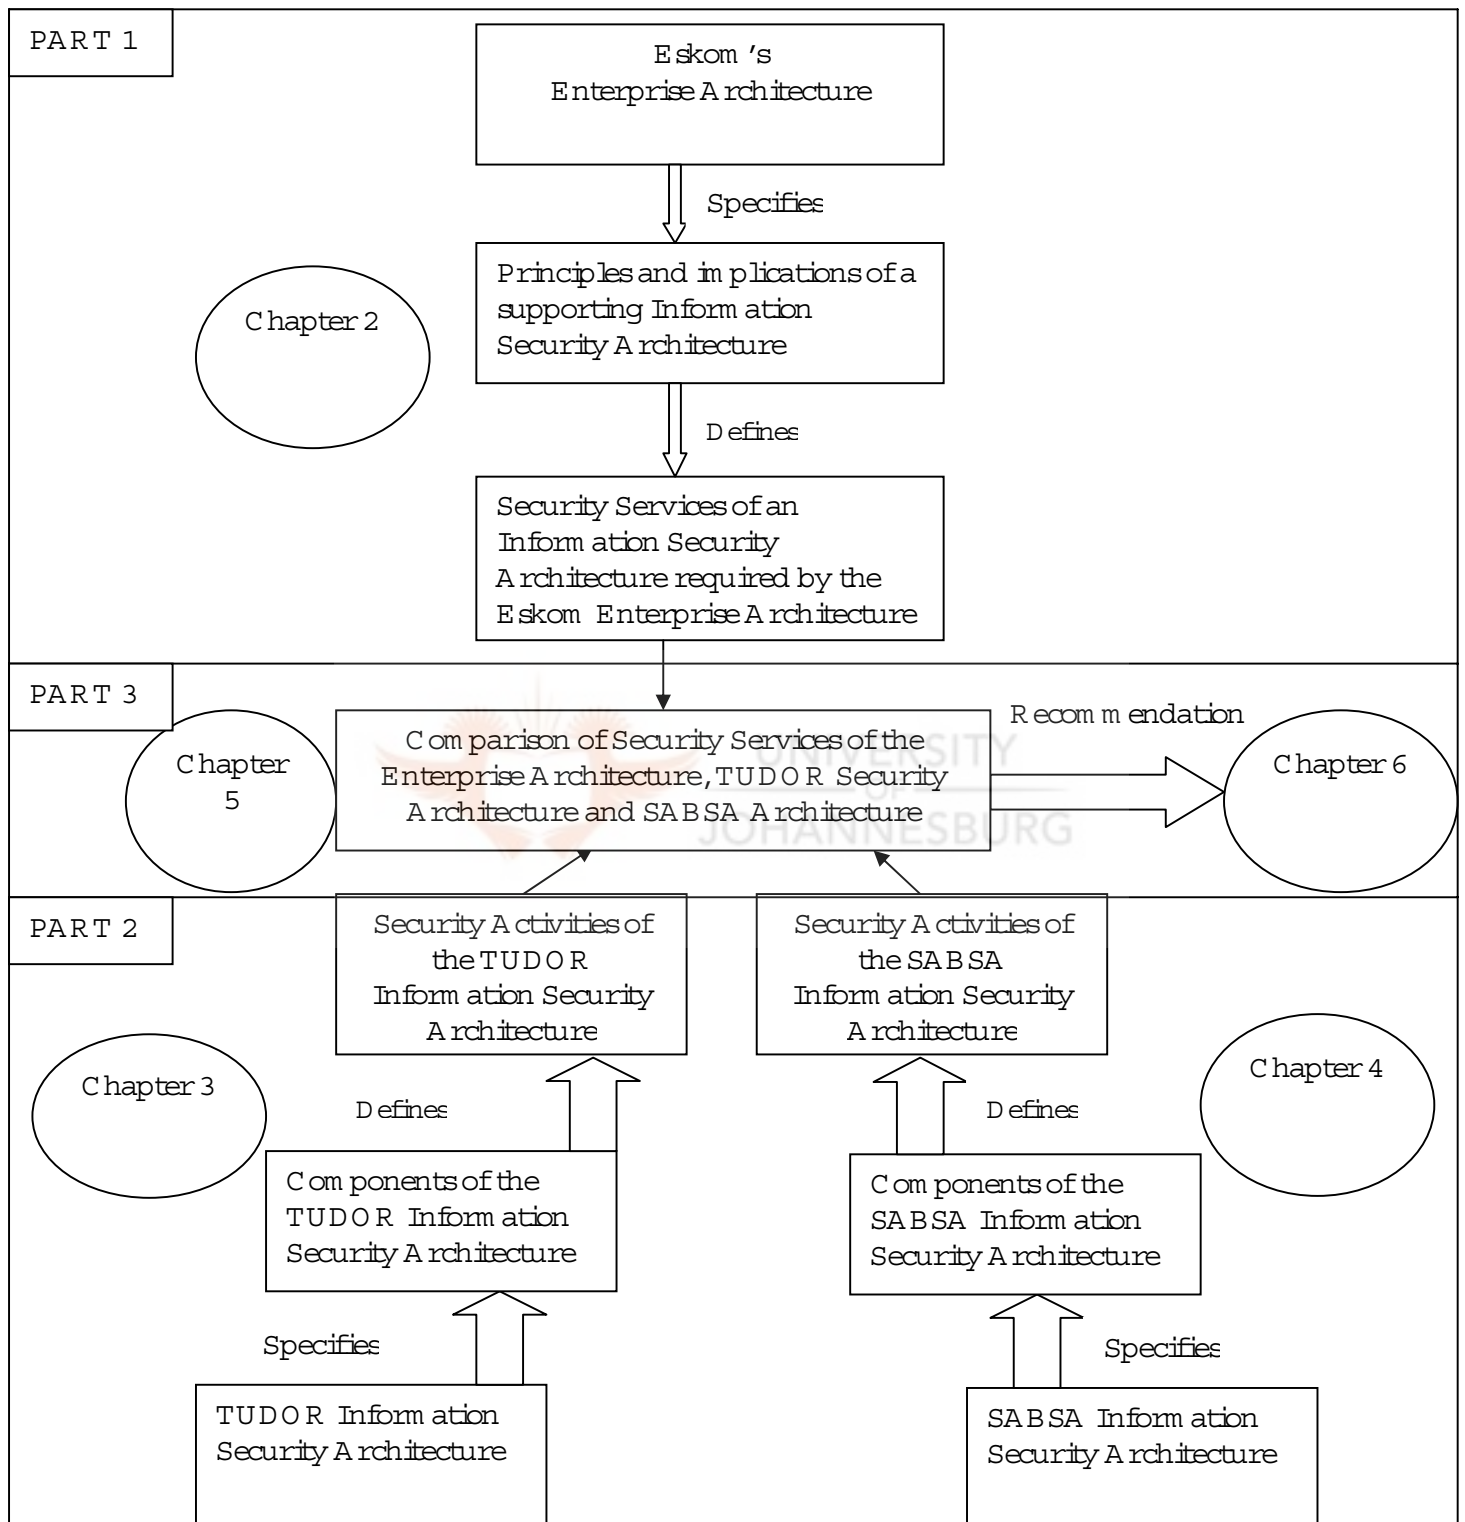 PART 1
Eskom's
Enterprise Architecture
Specifies
Principles and implications of a
supporting Information
Security Architecture
Chapter 2
Defines
Security Services of an
Information Security
Architecture required by the
Eskom Enterprise Architecture
PART 3
Chapter
5
Comparison of Security Services of the
Enterprise Architecture, TUDOR Security
Architecture and SABSA Architecture
Recommendation
Chapter 6
UNIVERSITY
OF
JOHANNESBURG
PART 2
Security Activities of
the TUDOR
Information Security
Architecture
Security Activities of
the SABSA
Information Security
Architecture
Chapter 3
Defines
Defines
Chapter 4
Components of the
TUDOR Information
Security Architecture
Components of the
SABSA Information
Security Architecture
Specifies
Specifies
TUDOR Information
Security Architecture
SABSA Information
Security Architecture